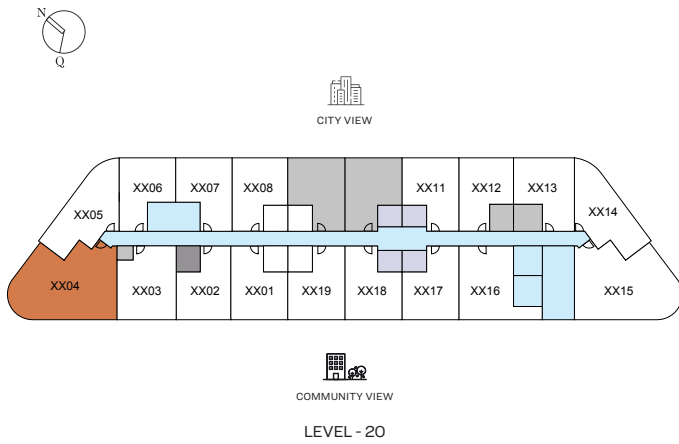 N
Q
CITY VIEW
XX06 XX07 XX08 XX11 XX12 XX13
XX05 XX14
XX04 XX03 XX02 XX01 XX19 XX18 XX17 XX16 XX15
COMMUNITY VIEW
LEVEL - 20